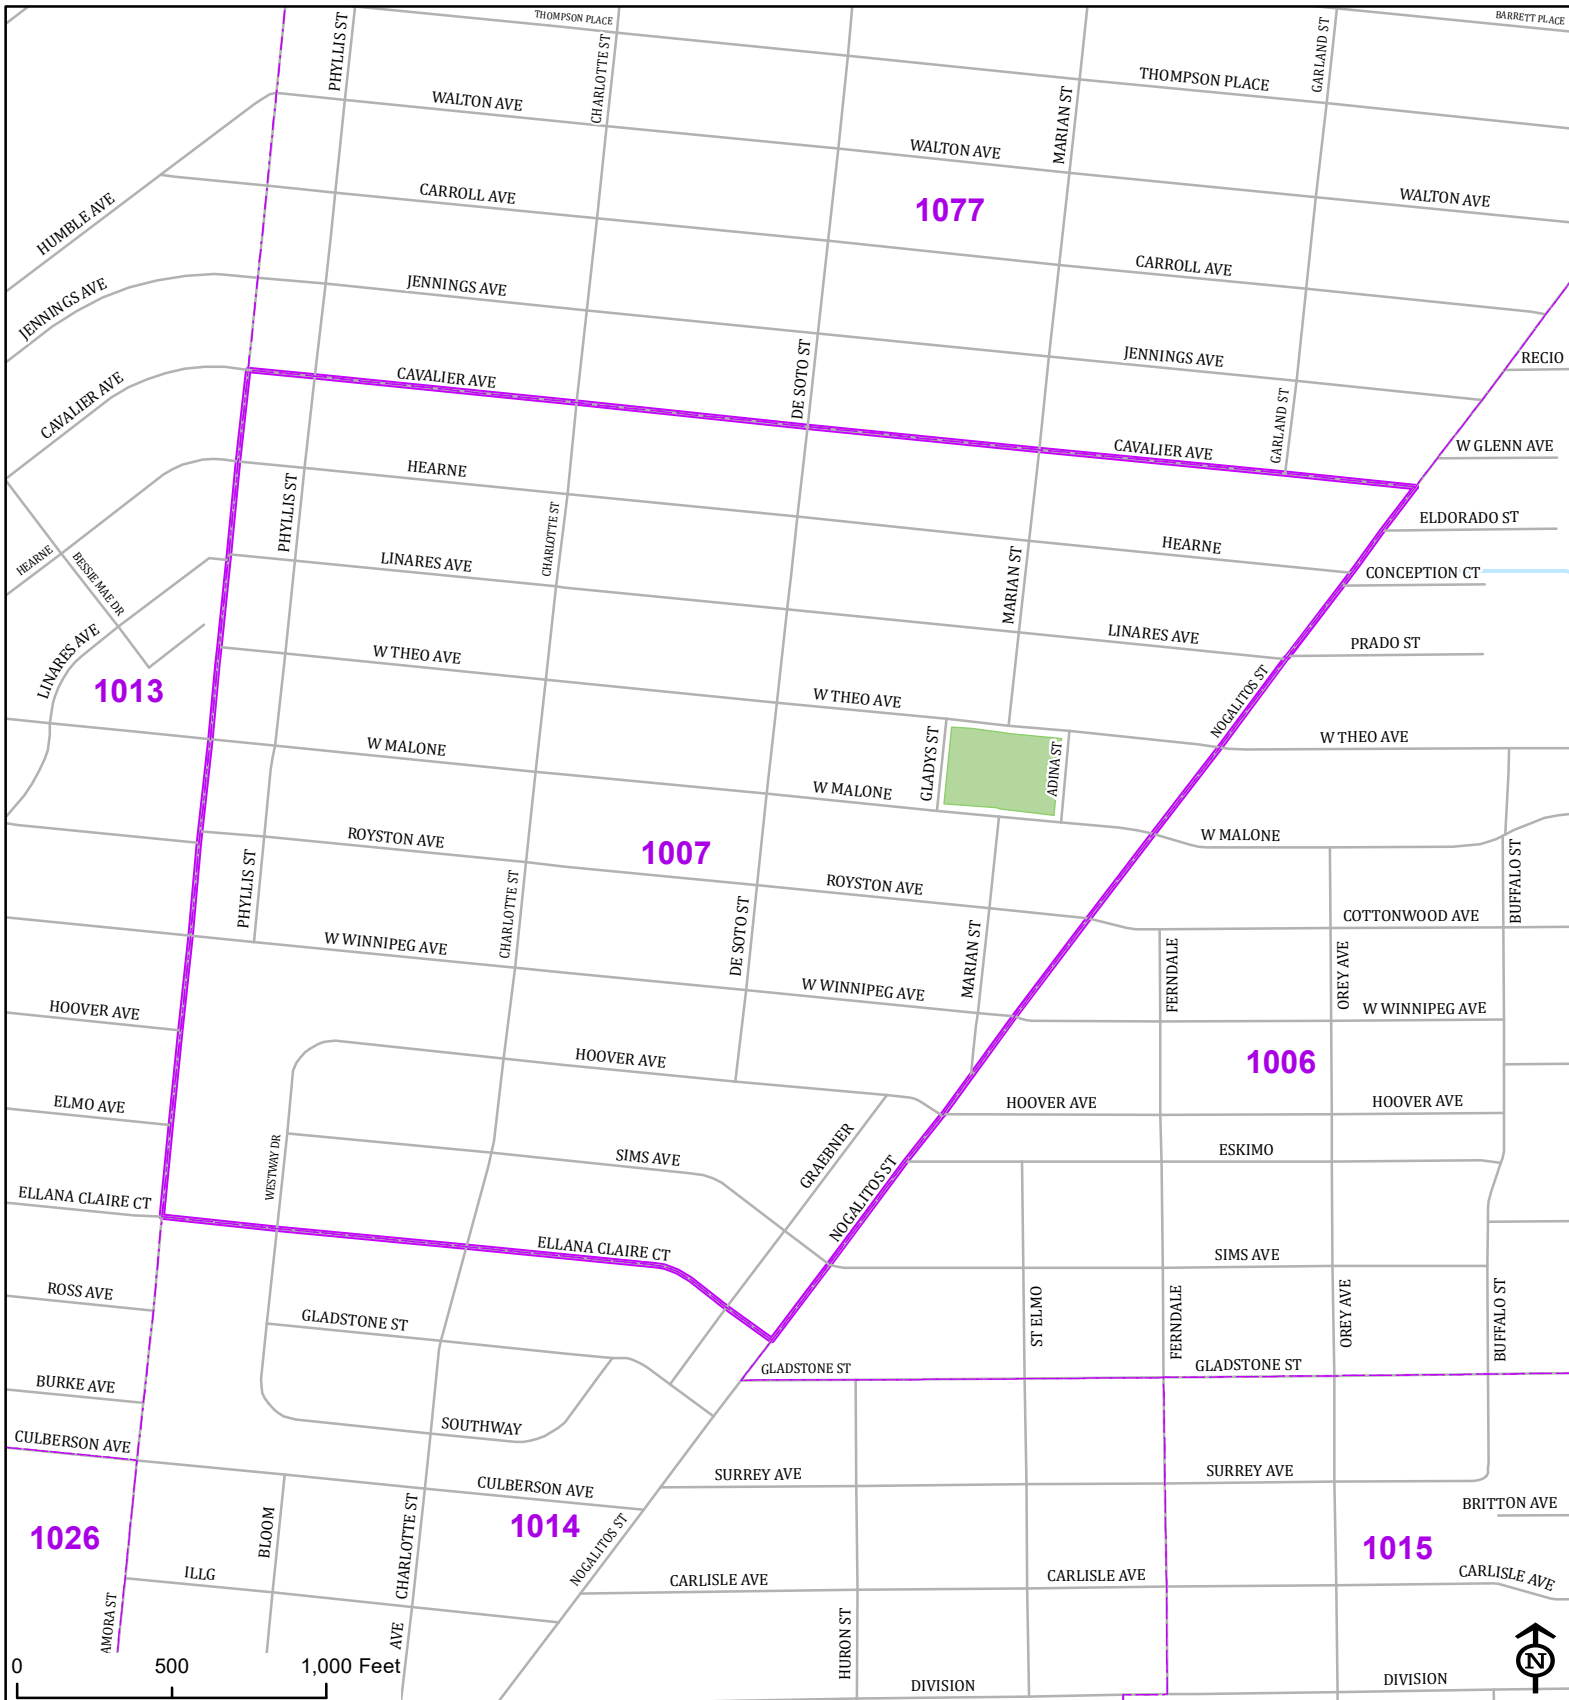 THOMPSON PLACE
BARRETT PLACE
PHYLLIS ST
CHARLOTTE ST
GARLAND ST
THOMPSON PLACE
WALTON AVE
MARIAN ST
WALTON AVE
CARROLL AVE
WALTON AVE
1077
HUMBLE AVE
CARROLL AVE
JENNINGS AVE
JENNINGS AVE
JENNINGS AVE
RECIO
DE SOTO ST
CAVALIER AVE
CAVALIER AVE
GARLAND ST
CAVALIER AVE
W GLENN AVE
HEARNE
PHYLLIS ST
ELDORADO ST
CHARLOTTE ST
HEARNE
HEARNE
BESSIE MAE DR
LINARES AVE
MARIAN ST
CONCEPTION CT
LINARES AVE
LINARES AVE
PRADO ST
W THEO AVE
1013
W THEO AVE
NOGALITOS ST
W THEO AVE
W MALONE
GLADYS ST
ADINA ST
W MALONE
ROYSTON AVE
W MALONE
1007
PHYLLIS ST
BUFFALO ST
ROYSTON AVE
CHARLOTTE ST
COTTONWOOD AVE
W WINNIPEG AVE
DE SOTO ST
MARIAN ST
FERNDALE
OREY AVE
W WINNIPEG AVE
HOOVER AVE
W WINNIPEG AVE
HOOVER AVE
1006
ELMO AVE
HOOVER AVE
HOOVER AVE
WESTWAY DR
SIMS AVE
GRAEBNER
ESKIMO
NOGALITOS ST
ELLANA CLAIRE CT
ELLANA CLAIRE CT
SIMS AVE
ROSS AVE
GLADSTONE ST
ST ELMO
FERNDALE
OREY AVE
BUFFALO ST
GLADSTONE ST
GLADSTONE ST
BURKE AVE
SOUTHWAY
CULBERSON AVE
SURREY AVE
SURREY AVE
CULBERSON AVE
BRITTON AVE
1026
BLOOM
CHARLOTTE ST
1014
NOGALITOS ST
1015
ILLG
CARLISLE AVE
CARLISLE AVE
CARLISLE AVE
AMORA ST
AVE
HURON ST
0 500 1,000 Feet
DIVISION
DIVISION
N